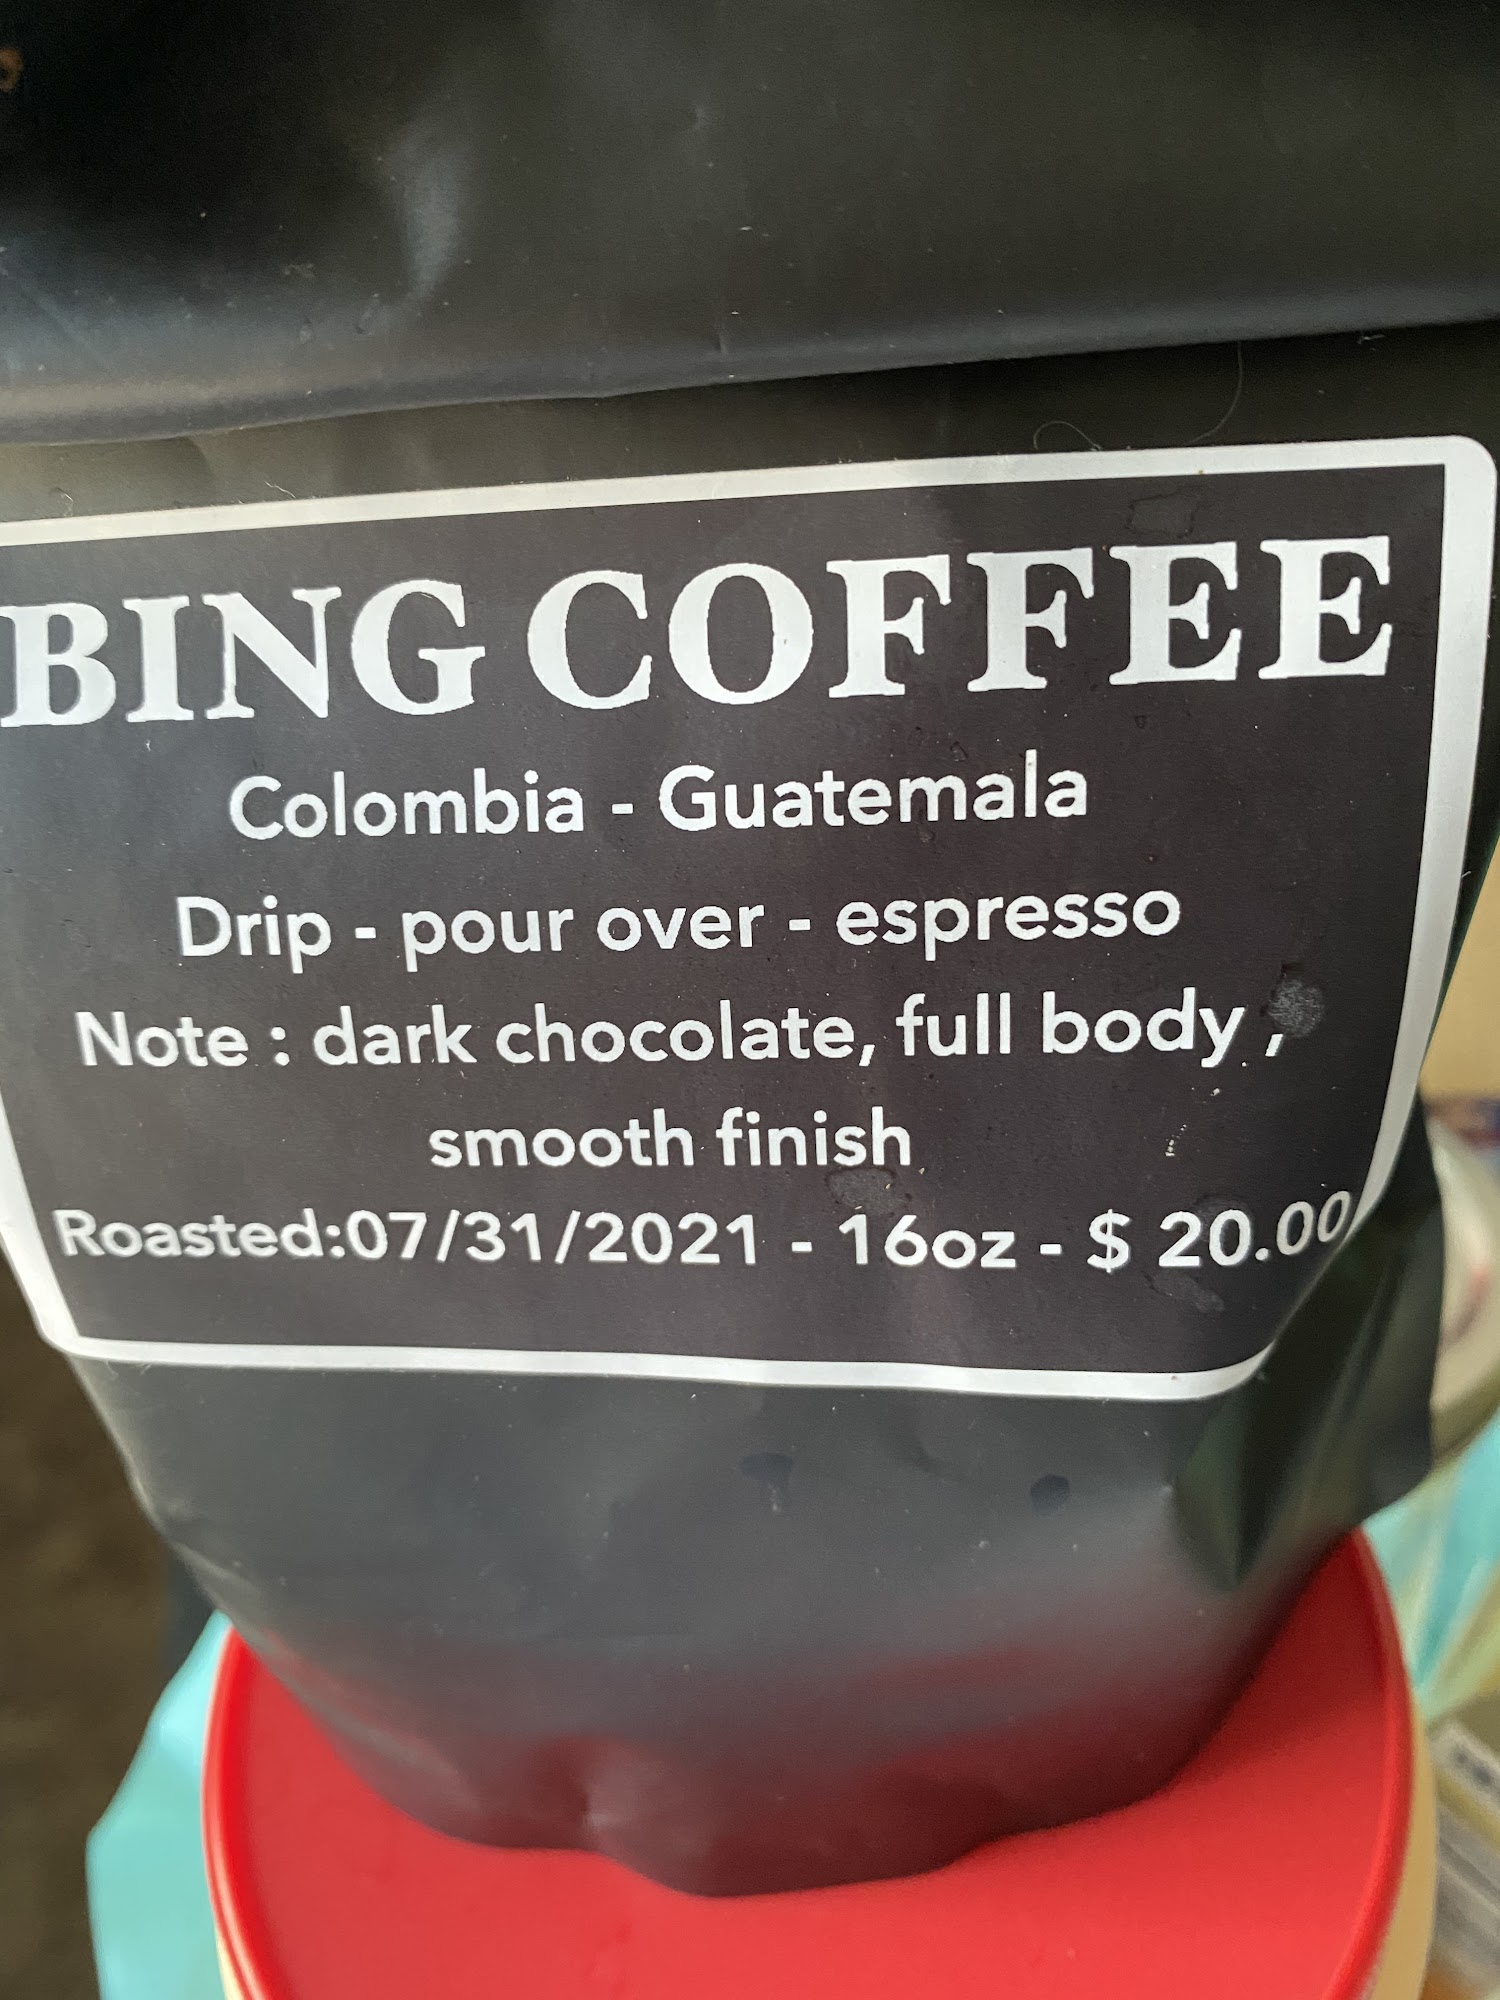 BING COFFEE
Colombia - Guatemala
Drip - pour over - espresso
Note : dark chocolate, full body ,
smooth finish
Roasted:07/31/2021 - 16oz - $ 20.00